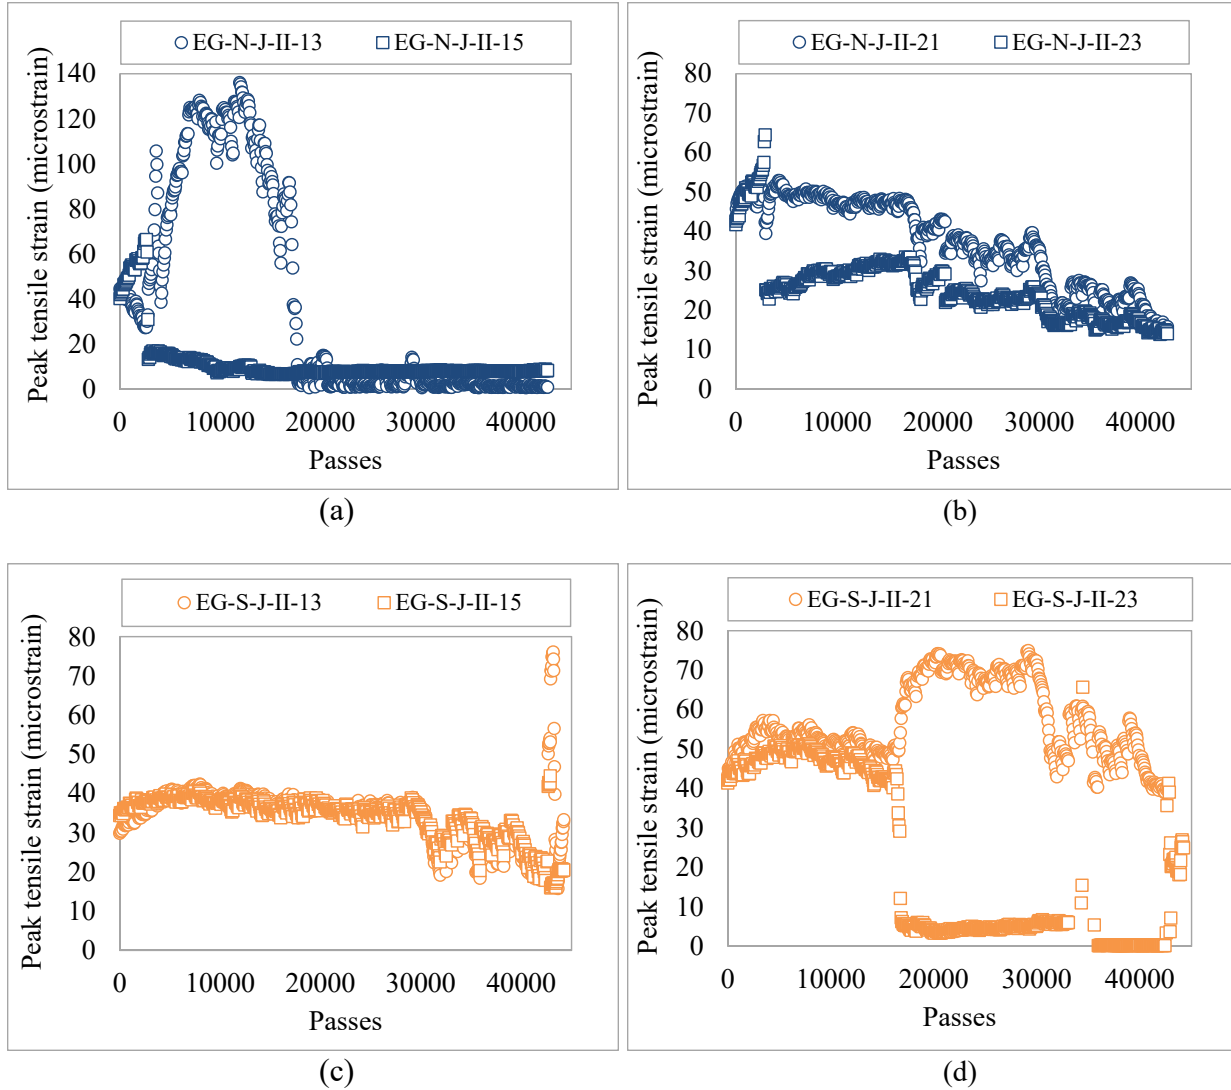 EG-N-J-II-13 EG-N-J-II-15
Peak tensile strain (microstrain)
140
120
100
80
60
40
20
0
0 10000 20000 30000 40000
Passes
(a)
EG-N-J-II-21 EG-N-J-II-23
Peak tensile strain (microstrain)
80
70
60
50
40
30
20
10
0
0 10000 20000 30000 40000
Passes
(b)
EG-S-J-II-13 EG-S-J-II-15
Peak tensile strain (microstrain)
80
70
60
50
40
30
20
10
0
0 10000 20000 30000 40000
Passes
(c)
EG-S-J-II-21 EG-S-J-II-23
Peak tensile strain (microstrain)
80
70
60
50
40
30
20
10
0
0 10000 20000 30000 40000
Passes
(d)